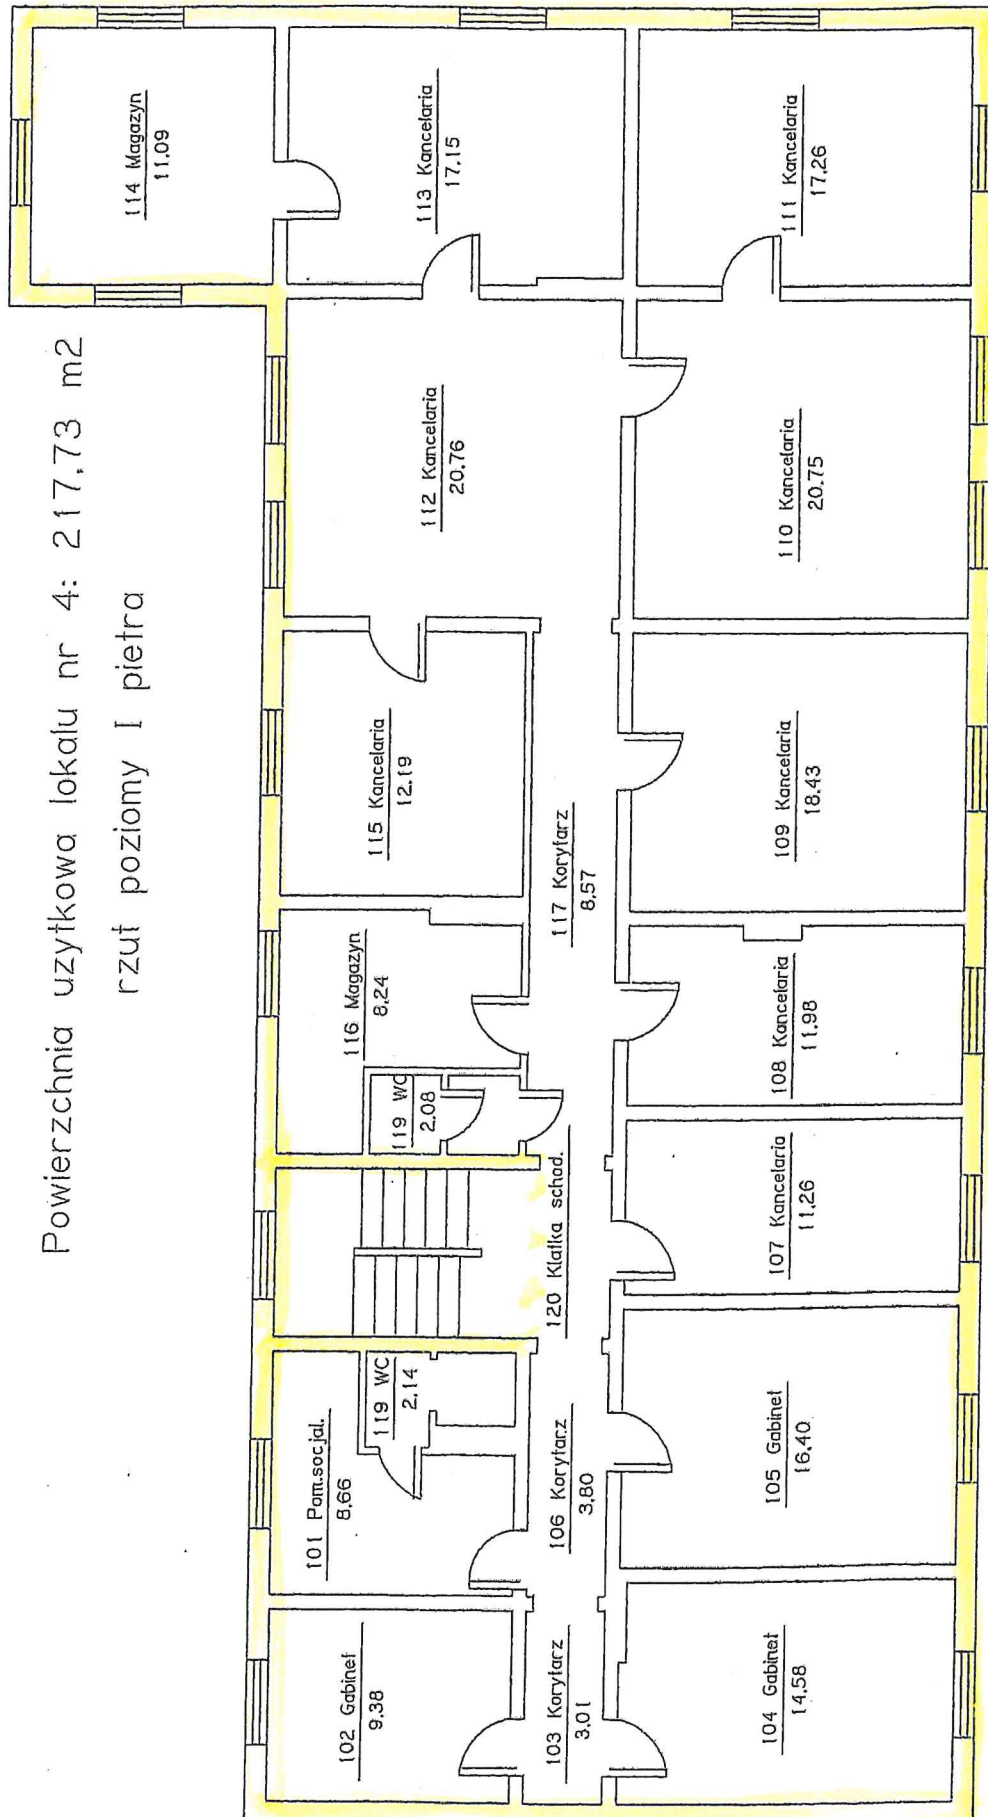 Powierzchnia uzytkowa lokalu nr 4: 217,73 m2
rzut poziomy I pietra
102 Gabinet
9.38
101 Pom.socjal.
8.66
119 WC
2.14
119 WC
2.08
116 Magazyn
8.24
115 Kancelaria
12.19
112 Kancelaria
20.76
114 Magazyn
11.09
113 Kancelaria
17.15
103 Korytarz
3.01
106 Korytarz
3.80
120 Klatka schod.
117 Korytarz
8.57
104 Gabinet
14.58
105 Gabinet
16.40
107 Kancelaria
11.26
108 Kancelaria
11.98
109 Kancelaria
18.43
110 Kancelaria
20.75
111 Kancelaria
17.26